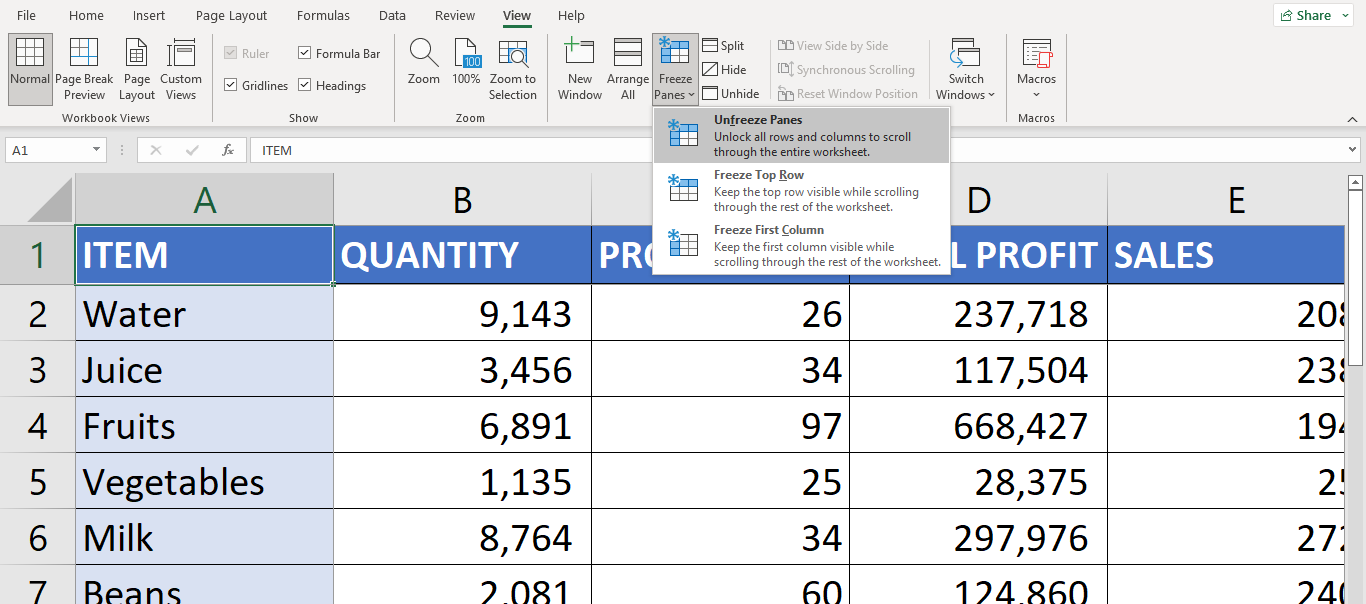 File Home Insert Page Layout Formulas Data Review View Help Share
Normal
Page Break Preview
Page Layout
Custom Views
Workbook Views
Ruler
Formula Bar
Gridlines
Headings
Show
Zoom
100
100%
Zoom to Selection
Zoom
New Window
Arrange All
Freeze Panes
Split
Hide
Unhide
View Side by Side
Synchronous Scrolling
Reset Window Position
Switch Windows
Macros
Macros
Unfreeze Panes
Unlock all rows and columns to scroll
through the entire worksheet.
Freeze Top Row
Keep the top row visible while scrolling
through the rest of the worksheet.
Freeze First Column
Keep the first column visible while
scrolling through the rest of the worksheet.
A1 fx ITEM
A B D E
1 ITEM QUANTITY PRO L PROFIT SALES
2 Water 9,143 26 237,718 208
3 Juice 3,456 34 117,504 238
4 Fruits 6,891 97 668,427 194
5 Vegetables 1,135 25 28,375 25
6 Milk 8,764 34 297,976 272
7 Beans 2,081 60 124,860 240